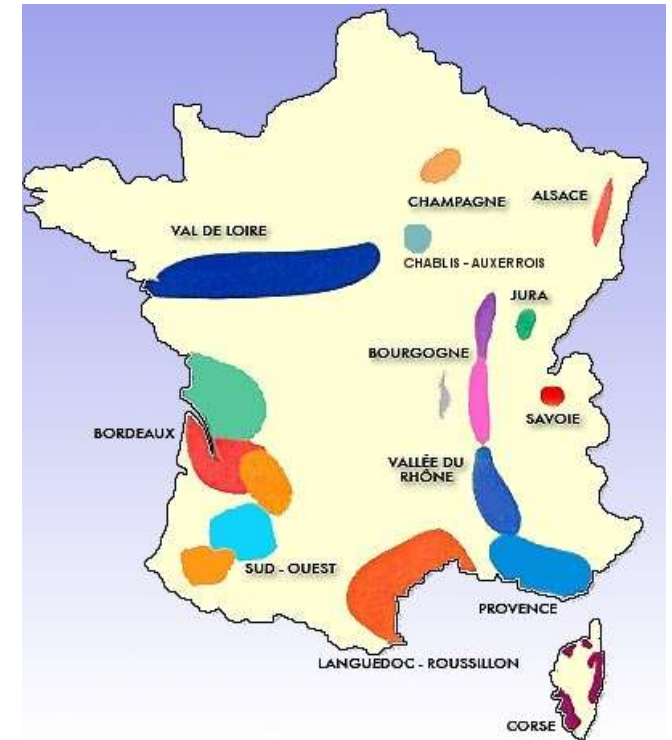 CHAMPAGNE
ALSACE
VAL DE LOIRE
CHABLIS - AUXERROIS
JURA
BOURGOGNE
SAVOIE
BORDEAUX
VALLÉE DU
RHÔNE
SUD - OUEST
PROVENCE
LANGUEDOC - ROUSSILLON
CORSE